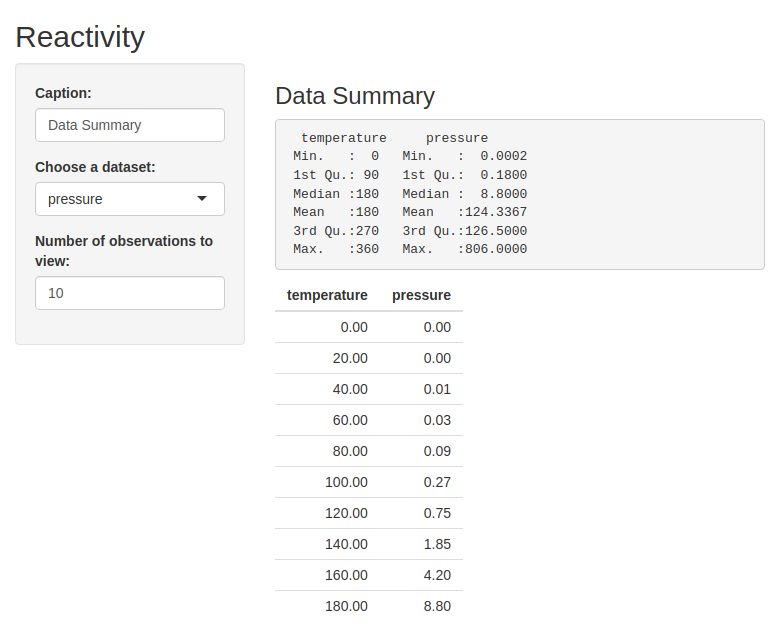 Reactivity
Caption:
Data Summary
Choose a dataset:
pressure
Number of observations to
view:
10
Data Summary
temperature pressure
Min. : 0 Min. : 0.0002
1st Qu.: 90 1st Qu.: 0.1800
Median :180 Median : 8.8000
Mean :180 Mean :124.3367
3rd Qu.:270 3rd Qu.:126.5000
Max. :360 Max. :806.0000
temperature pressure
0.00 0.00
20.00 0.00
40.00 0.01
60.00 0.03
80.00 0.09
100.00 0.27
120.00 0.75
140.00 1.85
160.00 4.20
180.00 8.80